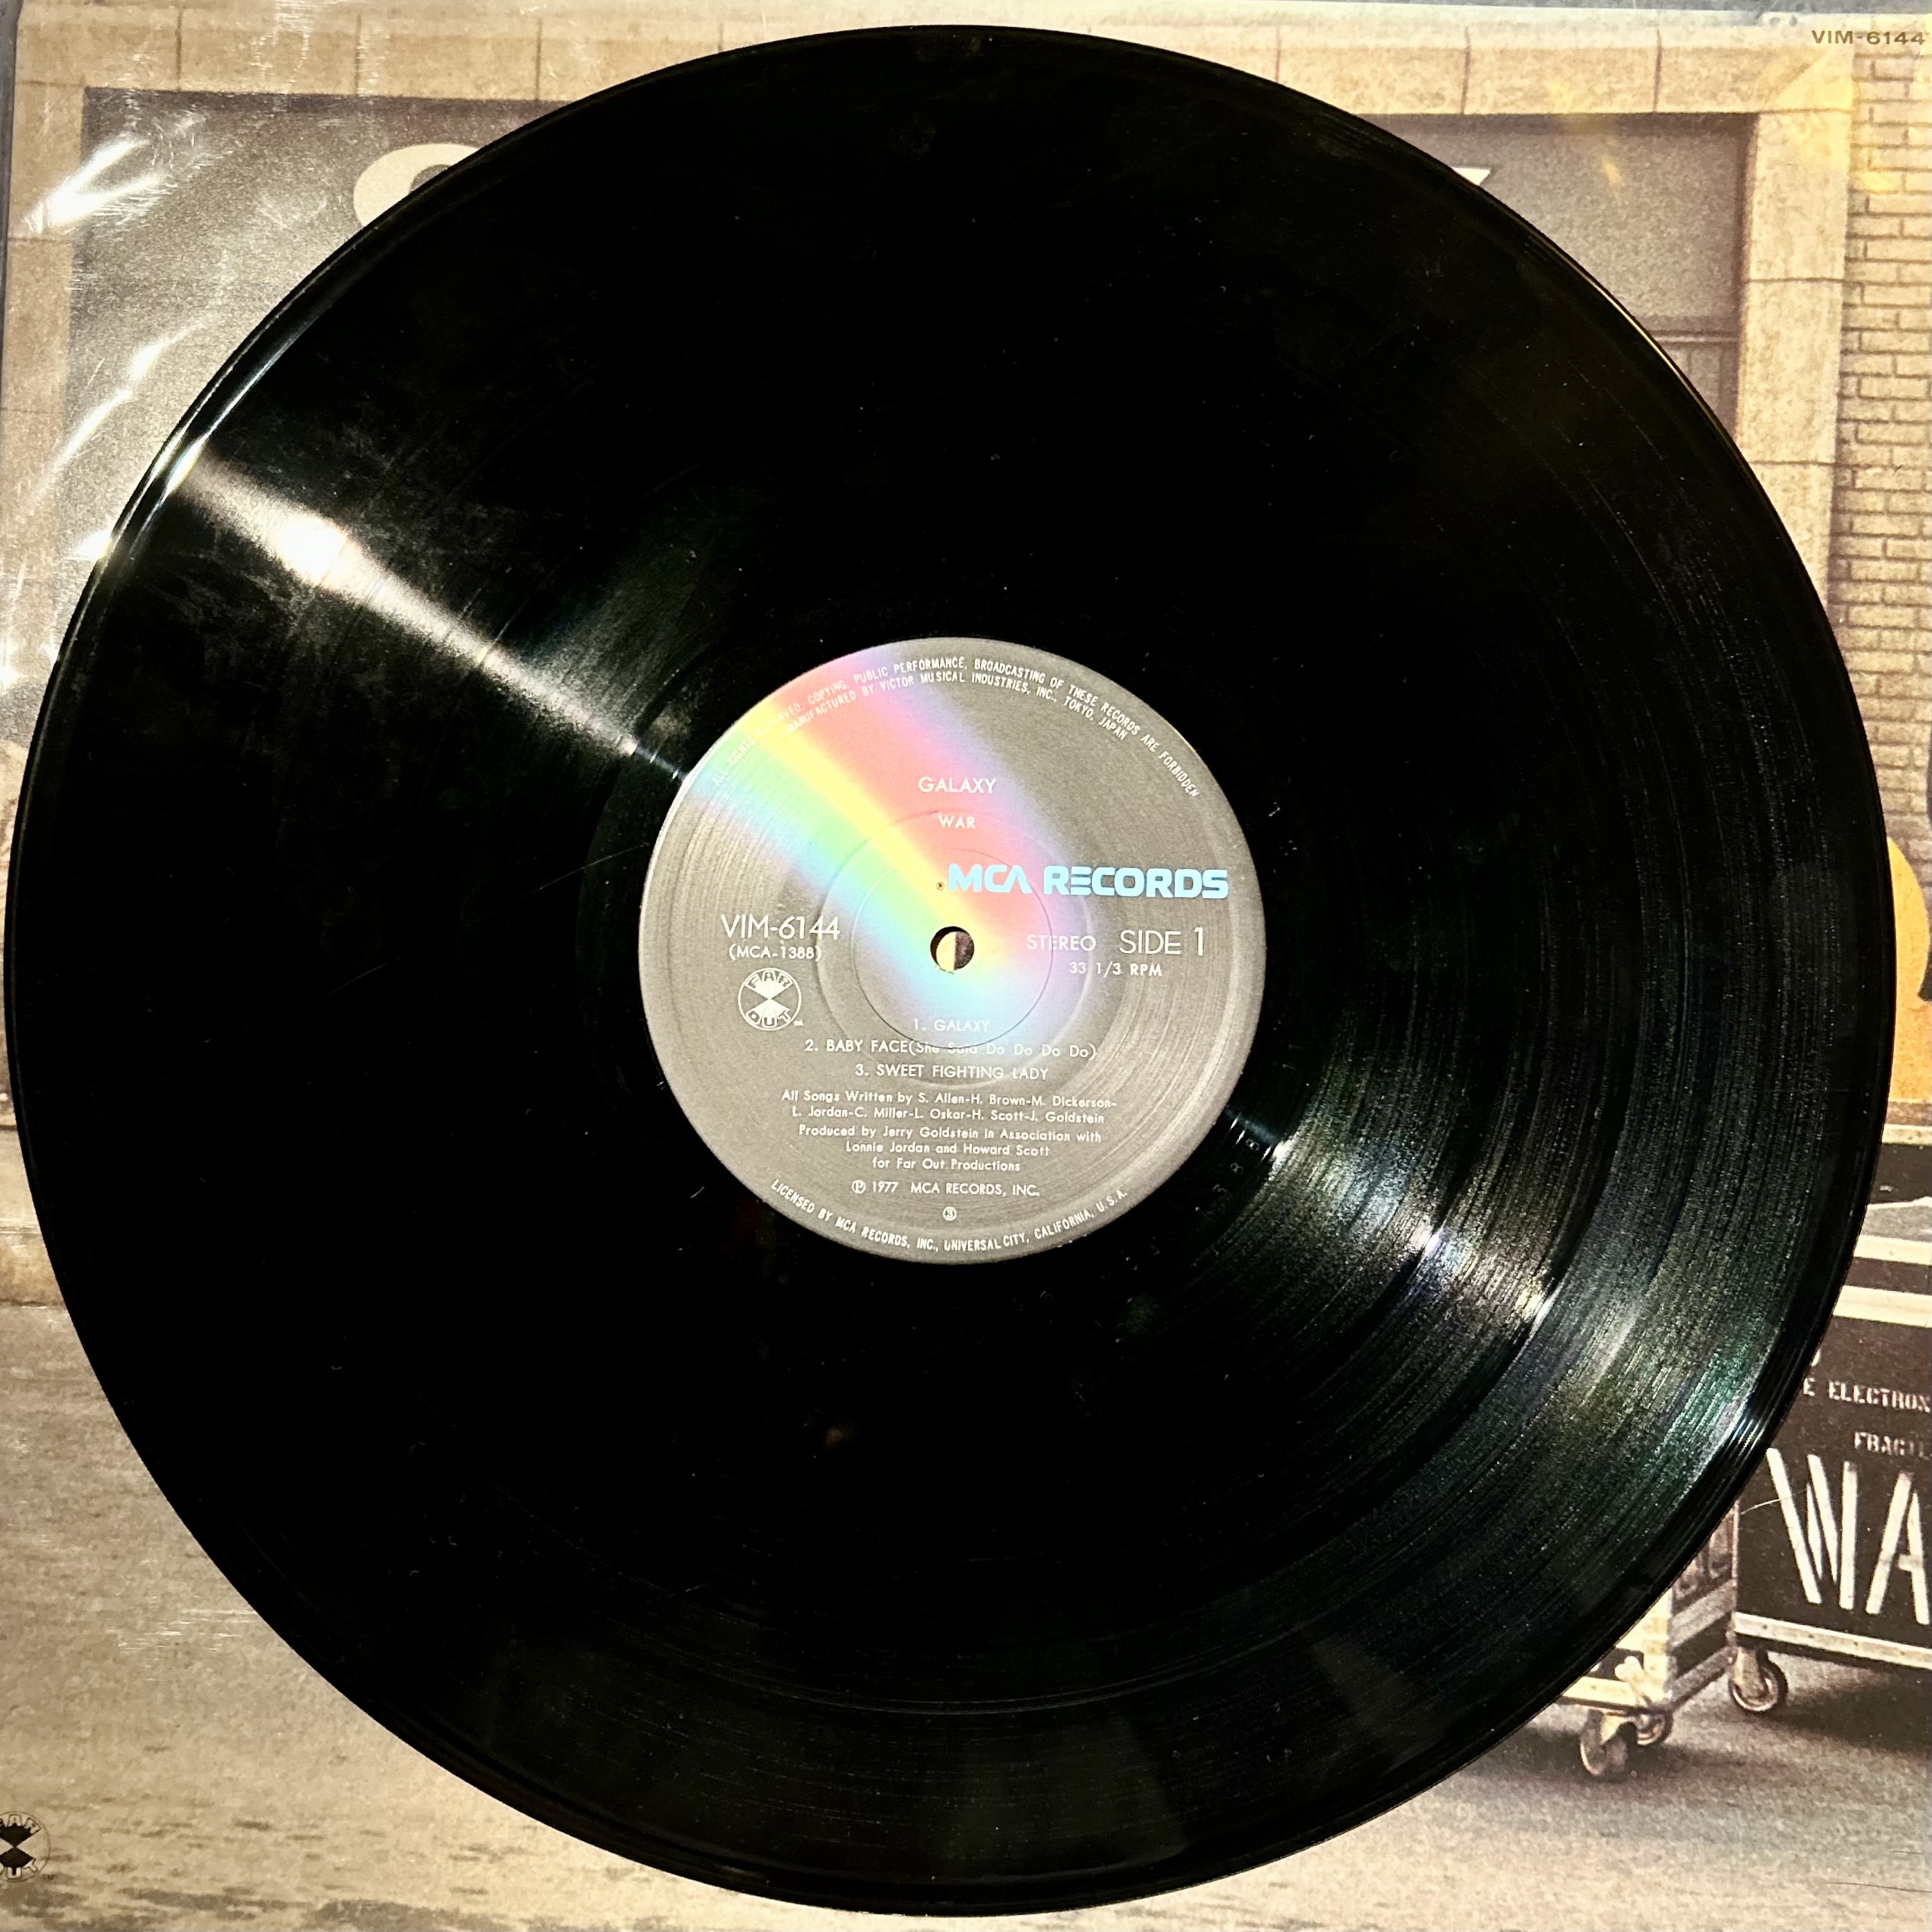 VIM-6144
ALL RIGHTS COPYING, PUBLIC PERFORMANCE, BROADCASTING OF THESE RECORDS ARE FORBIDDEN
MANUFACTURED BY VICTOR MUSICAL INDUSTRIES, INC., TOKYO, JAPAN
GALAXY
WAR
MCA RECORDS
VIM-6144
(MCA-1388)
STEREO SIDE 1
33 1/3 RPM
FAR
OUT
1. GALAXY
2. BABY FACE(She Said Do Do Do Do)
3. SWEET FIGHTING LADY
All Songs Written by S. Allen-H. Brown-M. Dickerson-
L. Jordan-C. Miller-L. Oskar-H. Scott-J. Goldstein
Produced by Jerry Goldstein In Association with
Lonnie Jordan and Howard Scott
for Far Out Productions
Ⓟ 1977 MCA RECORDS, INC.
③
LICENSED BY MCA RECORDS, INC., UNIVERSAL CITY, CALIFORNIA, U.S.A.
E ELECTRON
FRAGIL
WA